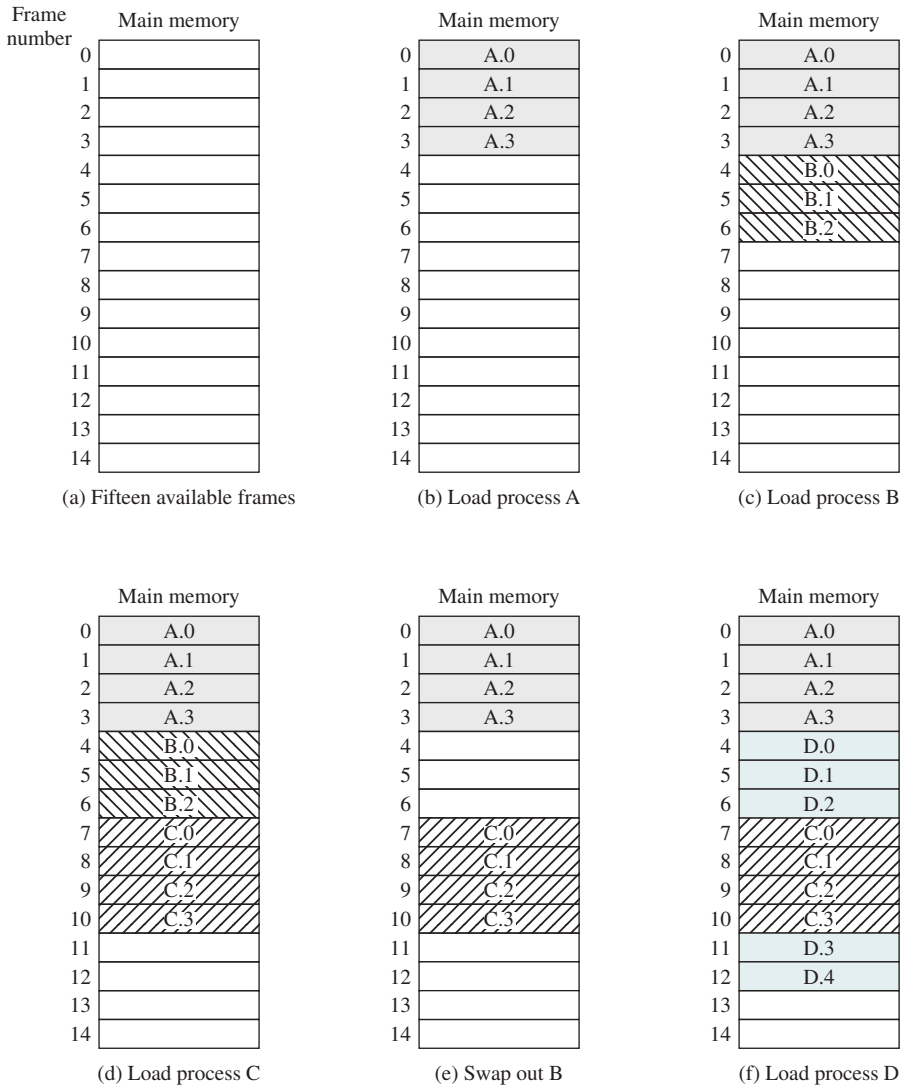 Frame
number
Main memory
0
1
2
3
4
5
6
7
8
9
10
11
12
13
14
(a) Fifteen available frames
Main memory
0 A.0
1 A.1
2 A.2
3 A.3
4
5
6
7
8
9
10
11
12
13
14
(b) Load process A
Main memory
0 A.0
1 A.1
2 A.2
3 A.3
4 B.0
5 B.1
6 B.2
7
8
9
10
11
12
13
14
(c) Load process B
Main memory
0 A.0
1 A.1
2 A.2
3 A.3
4 B.0
5 B.1
6 B.2
7 C.0
8 C.1
9 C.2
10 C.3
11
12
13
14
(d) Load process C
Main memory
0 A.0
1 A.1
2 A.2
3 A.3
4
5
6
7 C.0
8 C.1
9 C.2
10 C.3
11
12
13
14
(e) Swap out B
Main memory
0 A.0
1 A.1
2 A.2
3 A.3
4 D.0
5 D.1
6 D.2
7 C.0
8 C.1
9 C.2
10 C.3
11 D.3
12 D.4
13
14
(f) Load process D